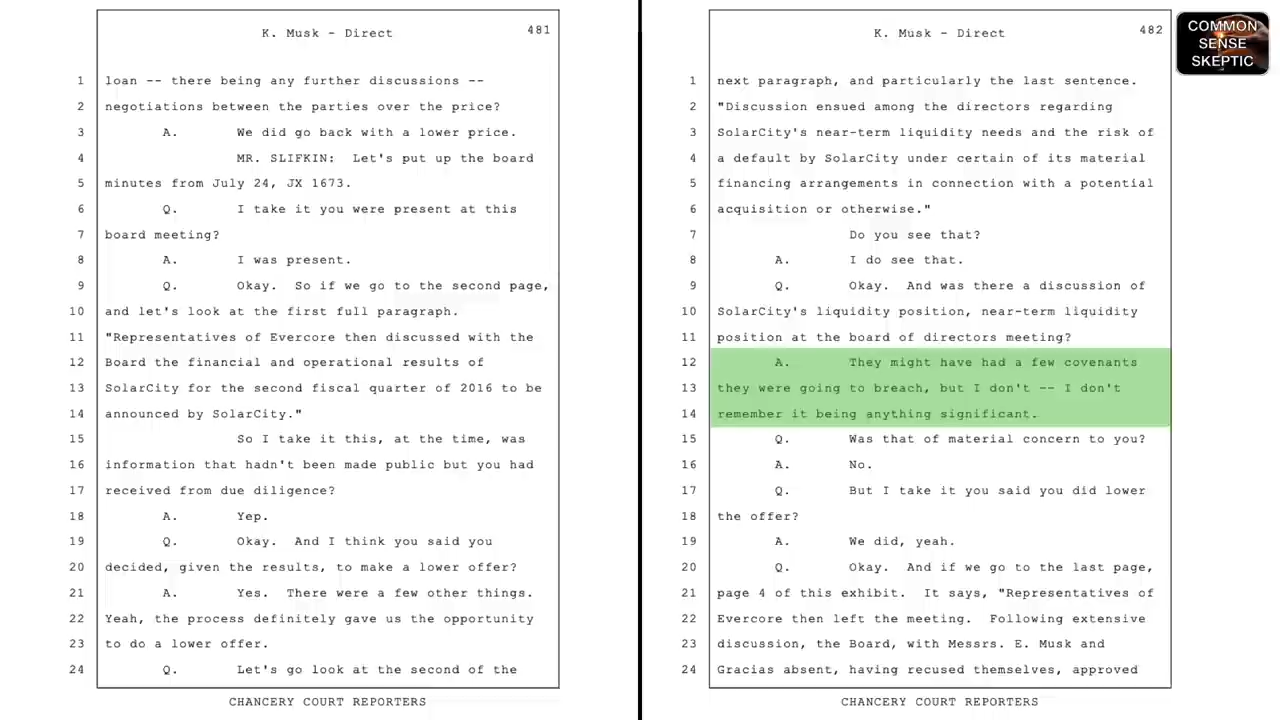 K. Musk - Direct 481
1 loan -- there being any further discussions --
2 negotiations between the parties over the price?
3 A. We did go back with a lower price.
4 MR. SLIFKIN: Let's put up the board
5 minutes from July 24, JX 1673.
6 Q. I take it you were present at this
7 board meeting?
8 A. I was present.
9 Q. Okay. So if we go to the second page,
10 and let's look at the first full paragraph.
11 "Representatives of Evercore then discussed with the
12 Board the financial and operational results of
13 SolarCity for the second fiscal quarter of 2016 to be
14 announced by SolarCity."
15 So I take it this, at the time, was
16 information that hadn't been made public but you had
17 received from due diligence?
18 A. Yep.
19 Q. Okay. And I think you said you
20 decided, given the results, to make a lower offer?
21 A. Yes. There were a few other things.
22 Yeah, the process definitely gave us the opportunity
23 to do a lower offer.
24 Q. Let's go look at the second of the
CHANCERY COURT REPORTERS
K. Musk - Direct 482
1 next paragraph, and particularly the last sentence.
2 "Discussion ensued among the directors regarding
3 SolarCity's near-term liquidity needs and the risk of
4 a default by SolarCity under certain of its material
5 financing arrangements in connection with a potential
6 acquisition or otherwise."
7 Do you see that?
8 A. I do see that.
9 Q. Okay. And was there a discussion of
10 SolarCity's liquidity position, near-term liquidity
11 position at the board of directors meeting?
12 A. They might have had a few covenants
13 they were going to breach, but I don't -- I don't
14 remember it being anything significant.
15 Q. Was that of material concern to you?
16 A. No.
17 Q. But I take it you said you did lower
18 the offer?
19 A. We did, yeah.
20 Q. Okay. And if we go to the last page,
21 page 4 of this exhibit. It says, "Representatives of
22 Evercore then left the meeting. Following extensive
23 discussion, the Board, with Messrs. E. Musk and
24 Gracias absent, having recused themselves, approved
CHANCERY COURT REPORTERS
COMMON
SENSE
SKEPTIC